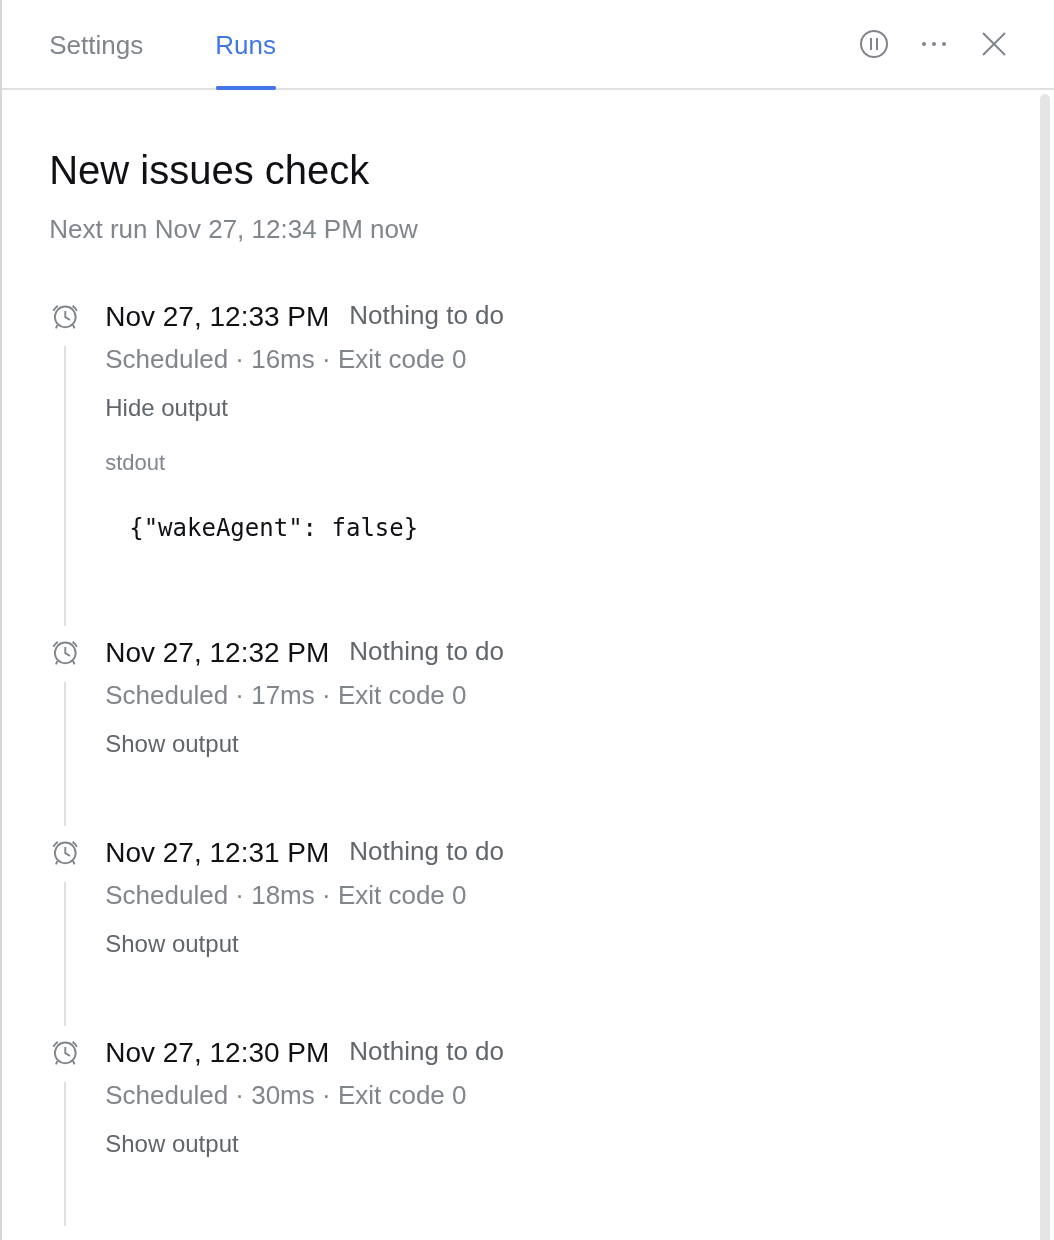 Settings Runs
New issues check
Next run Nov 27, 12:34 PM now
Nov 27, 12:33 PM Nothing to do
Scheduled · 16ms · Exit code 0
Hide output
stdout
{"wakeAgent": false}
Nov 27, 12:32 PM Nothing to do
Scheduled · 17ms · Exit code 0
Show output
Nov 27, 12:31 PM Nothing to do
Scheduled · 18ms · Exit code 0
Show output
Nov 27, 12:30 PM Nothing to do
Scheduled · 30ms · Exit code 0
Show output